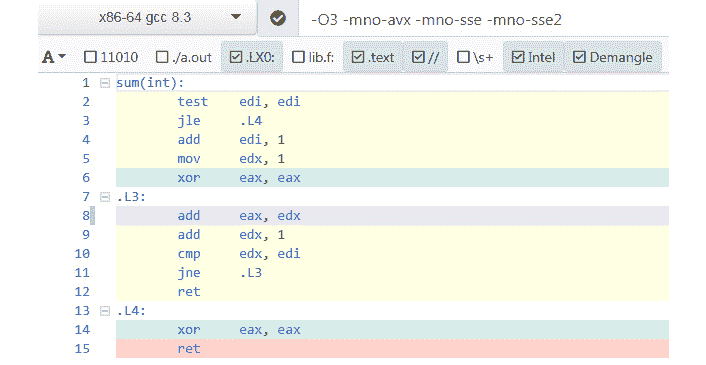 x86-64 gcc 8.3 -O3 -mno-avx -mno-sse -mno-sse2
A 11010 ./a.out .LX0: lib.f: .text // \s+ Intel Demangle
1 sum(int):
2 test edi, edi
3 jle .L4
4 add edi, 1
5 mov edx, 1
6 xor eax, eax
7 .L3:
8 add eax, edx
9 add edx, 1
10 cmp edx, edi
11 jne .L3
12 ret
13 .L4:
14 xor eax, eax
15 ret